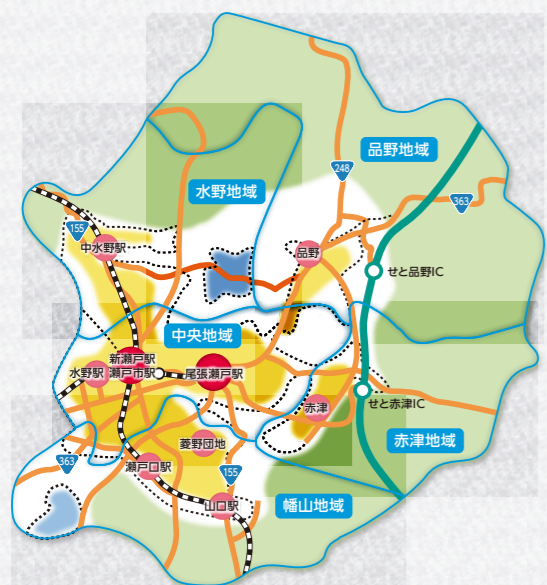 品野地域
248
水野地域
363
155
中水野駅
品野
せと品野IC
中央地域
新瀬戸駅
瀬戸市駅
水野駅
尾張瀬戸駅
せと赤津IC
赤津
赤津地域
菱野団地
363
瀬戸口駅
155
山口駅
幡山地域